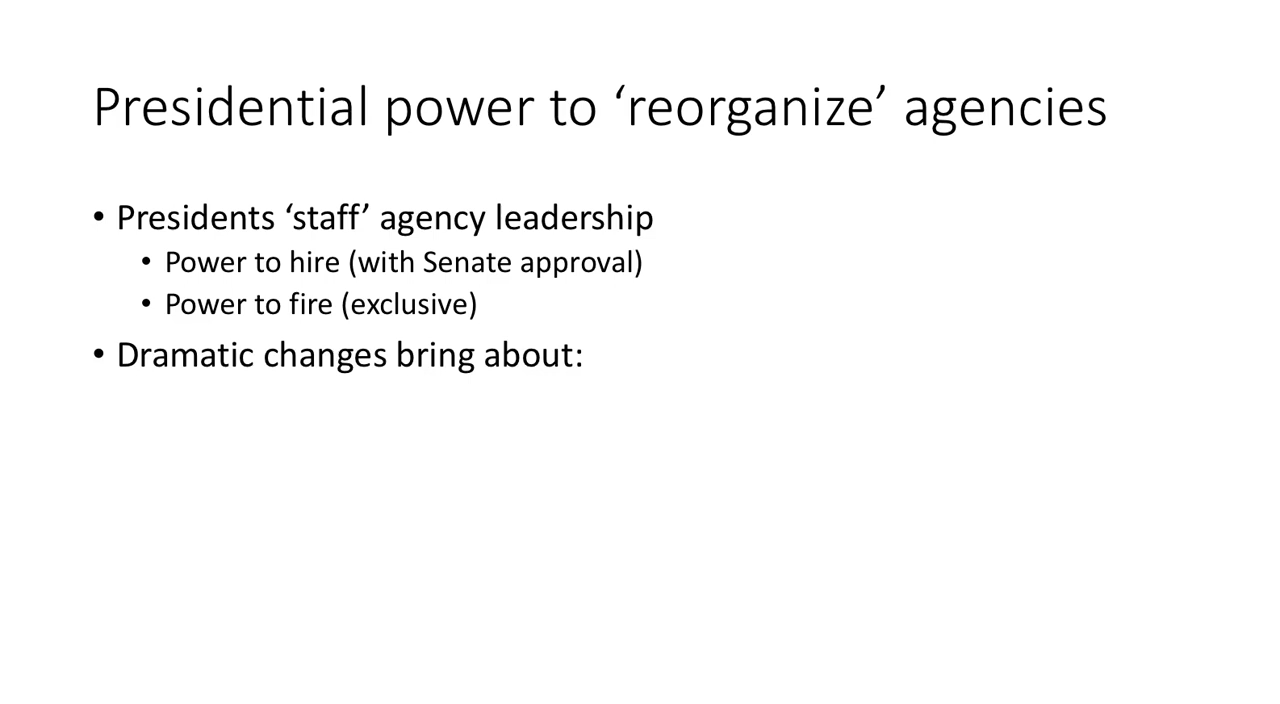 Presidential power to ‘reorganize’ agencies
• Presidents ‘staff’ agency leadership
• Power to hire (with Senate approval)
• Power to fire (exclusive)
• Dramatic changes bring about: